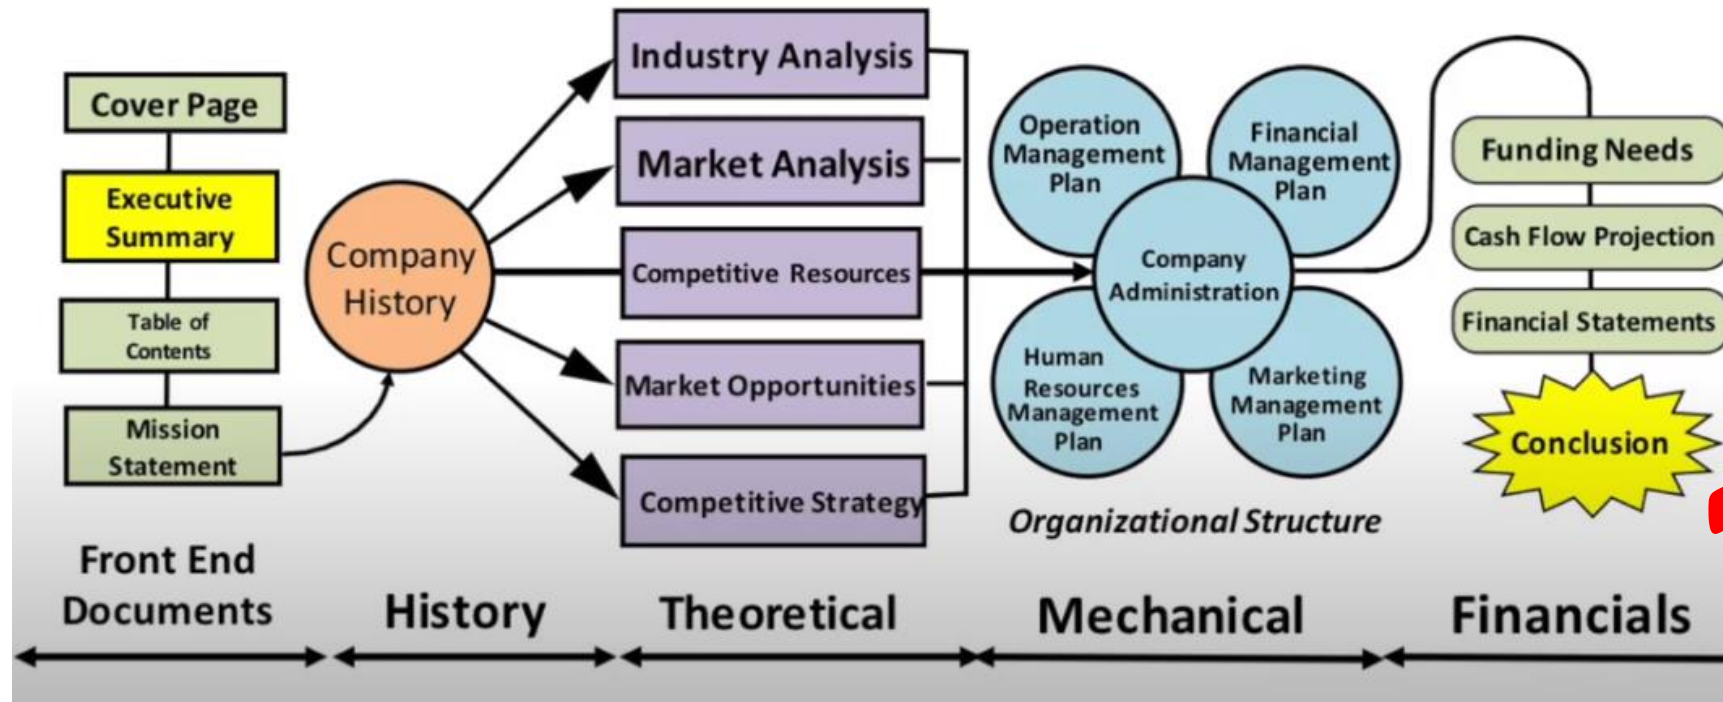 Cover Page
Executive
Summary
Table of
Contents
Mission
Statement
Front End
Documents
Company
History
History
Industry Analysis
Market Analysis
Competitive Resources
Market Opportunities
Competitive Strategy
Theoretical
Operation
Management
Plan
Financial
Management
Plan
Company
Administration
Human
Resources
Management
Plan
Marketing
Management
Plan
Organizational Structure
Mechanical
Funding Needs
Cash Flow Projection
Financial Statements
Conclusion
Financials